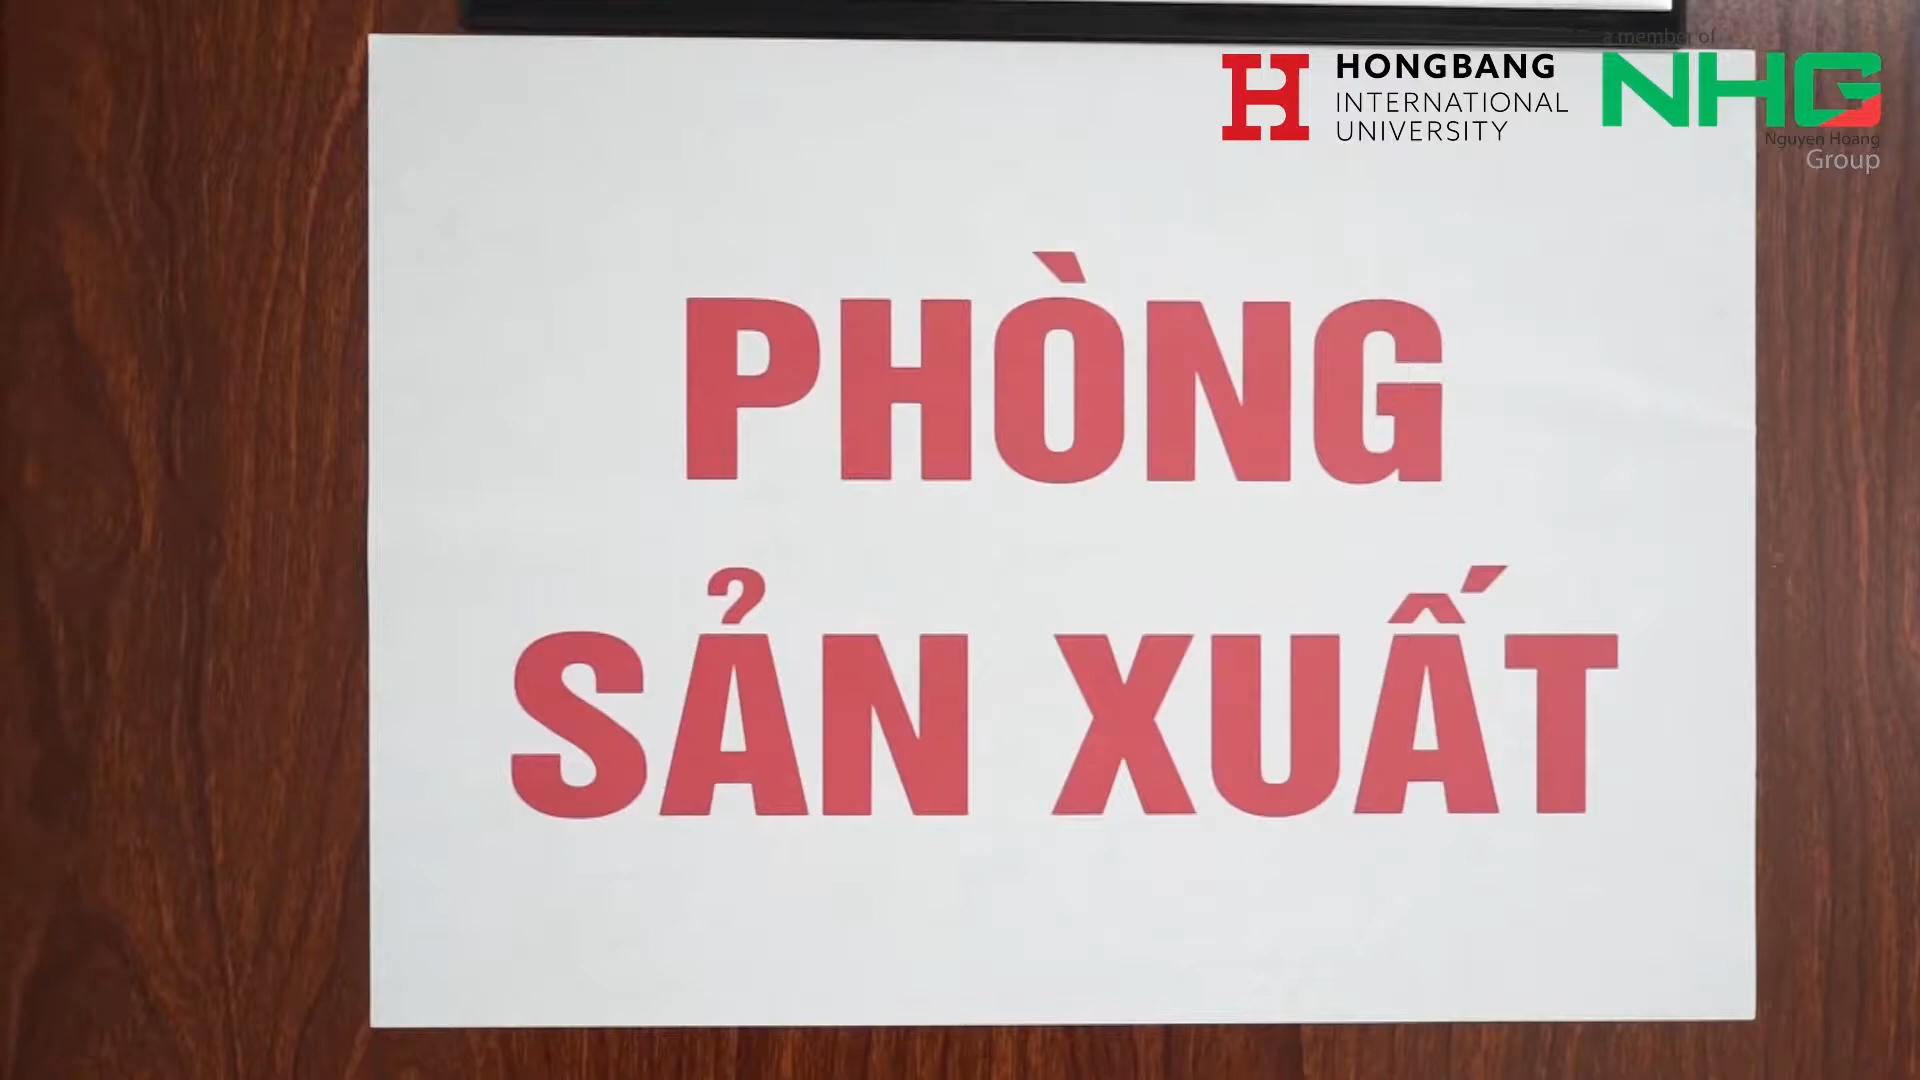 a member of
HONGBANG
INTERNATIONAL
UNIVERSITY
NHG
Nguyen Hoang
Group
PHÒNG
SẢN XUẤT